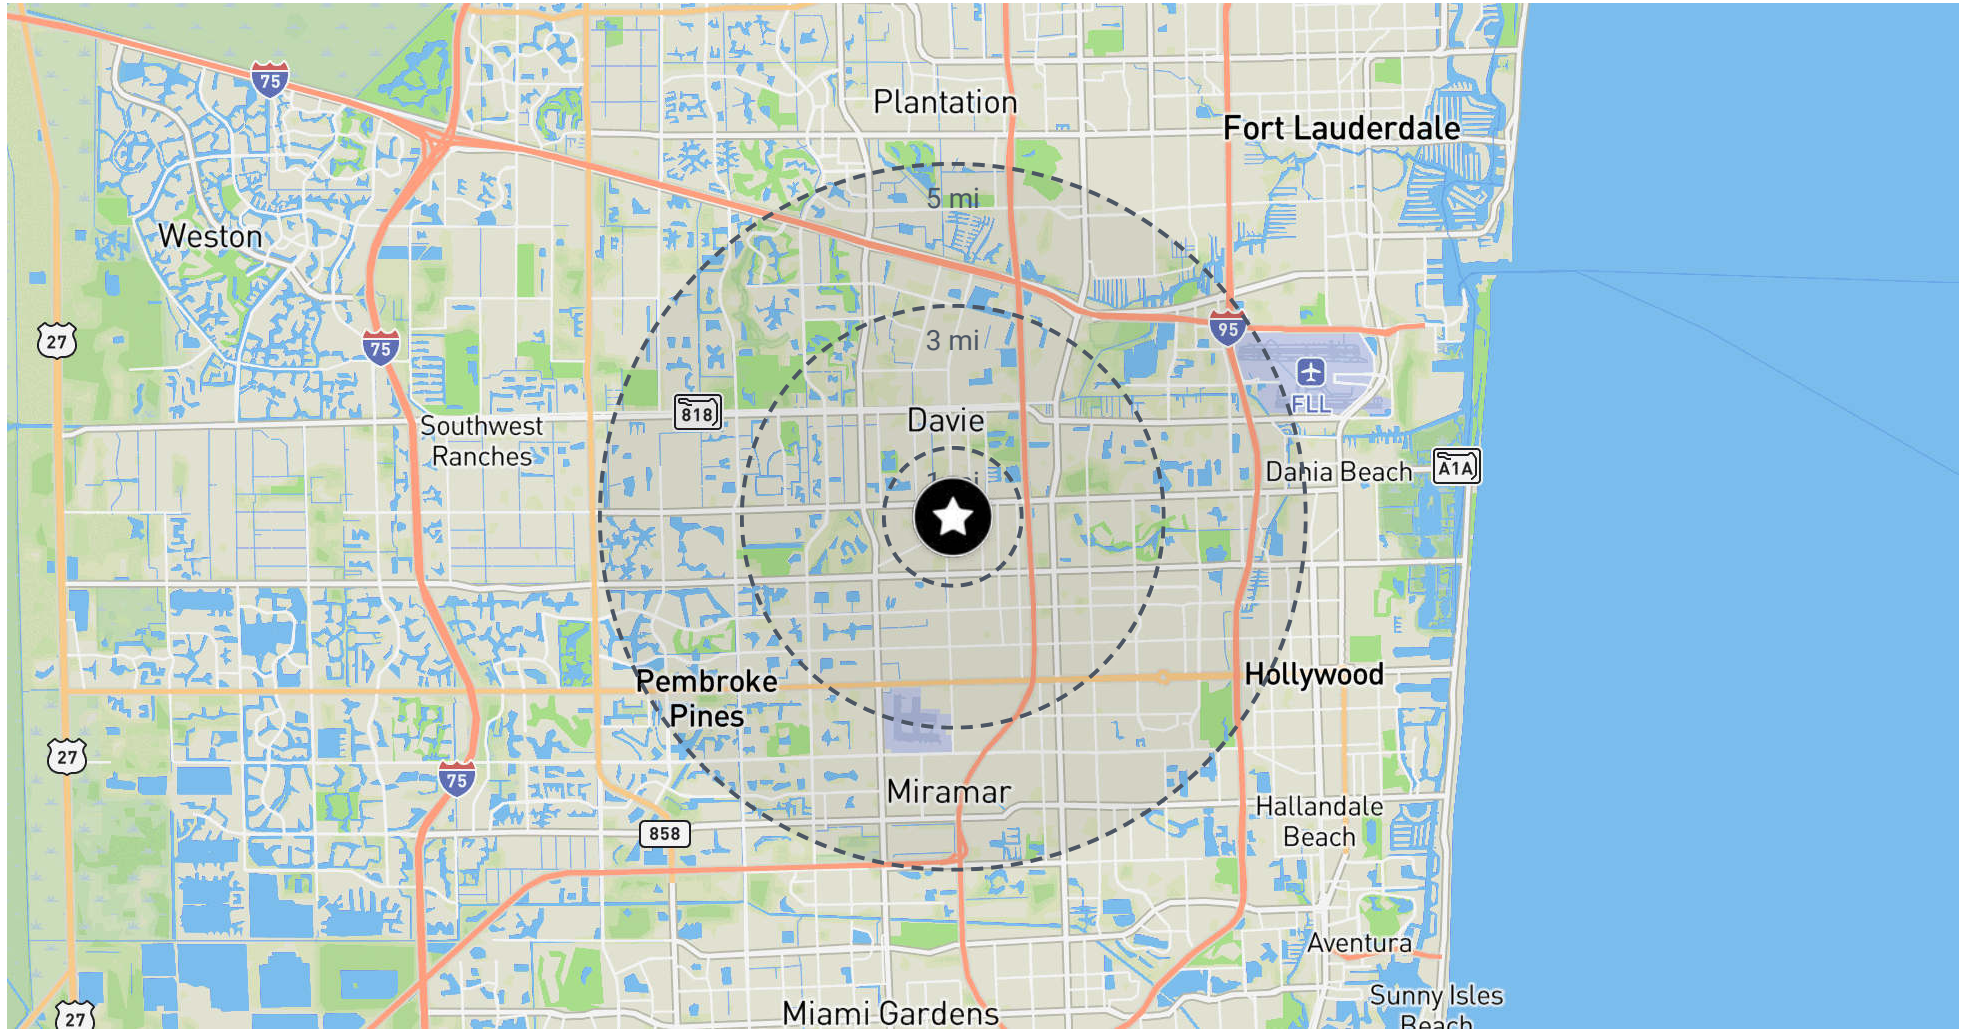 75
Plantation
Fort Lauderdale
5 mi
Weston
95
27
3 mi
75
FLL
818
Davie
Southwest
Ranches
Dania Beach
A1A
Pembroke
Pines
Hollywood
27
75
Miramar
Hallandale
Beach
858
Aventura
Sunny Isles
Beach
Miami Gardens
27